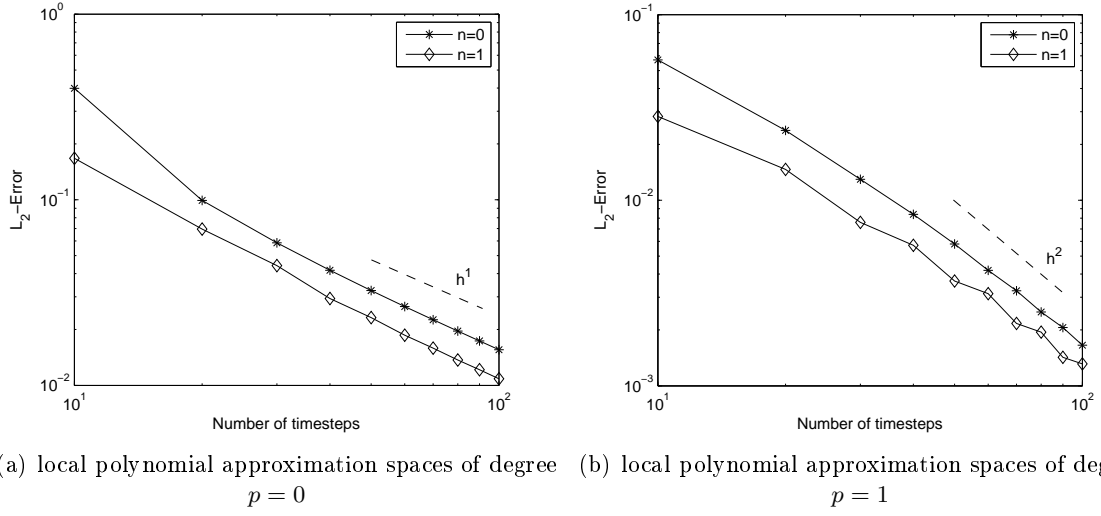 10^0
10^-1
10^-2
L_2-Error
n=0
n=1
h^1
10^1
10^2
Number of timesteps
10^-1
10^-2
10^-3
L_2-Error
n=0
n=1
h^2
10^1
10^2
Number of timesteps
a) local polynomial approximation spaces of degree
p = 0
(b) local polynomial approximation spaces of deg
p = 1